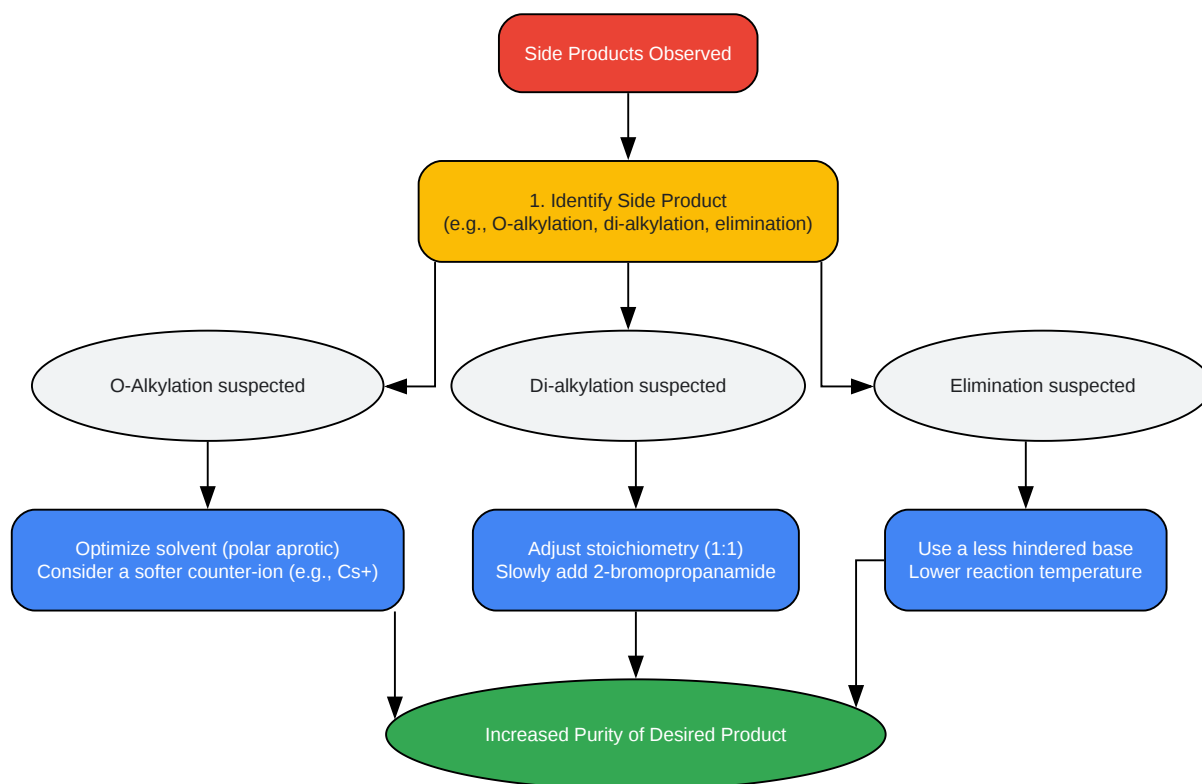 Side Products Observed
1. Identify Side Product
(e.g., O-alkylation, di-alkylation, elimination)
O-Alkylation suspected
Di-alkylation suspected
Elimination suspected
Optimize solvent (polar aprotic)
Consider a softer counter-ion (e.g., Cs+)
Adjust stoichiometry (1:1)
Slowly add 2-bromopropanamide
Use a less hindered base
Lower reaction temperature
Increased Purity of Desired Product